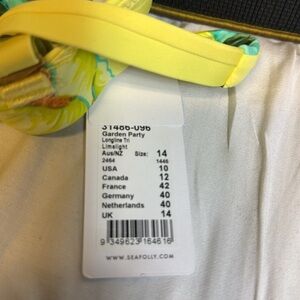 31486-096
Garden Party
Longline Tri
Limelight
Aus/NZ Size: 14
2464 1446
USA 10
Canada 12
France 42
Germany 40
Netherlands 40
UK 14
9 349623 164616
WWW.SEAFOLLY.COM